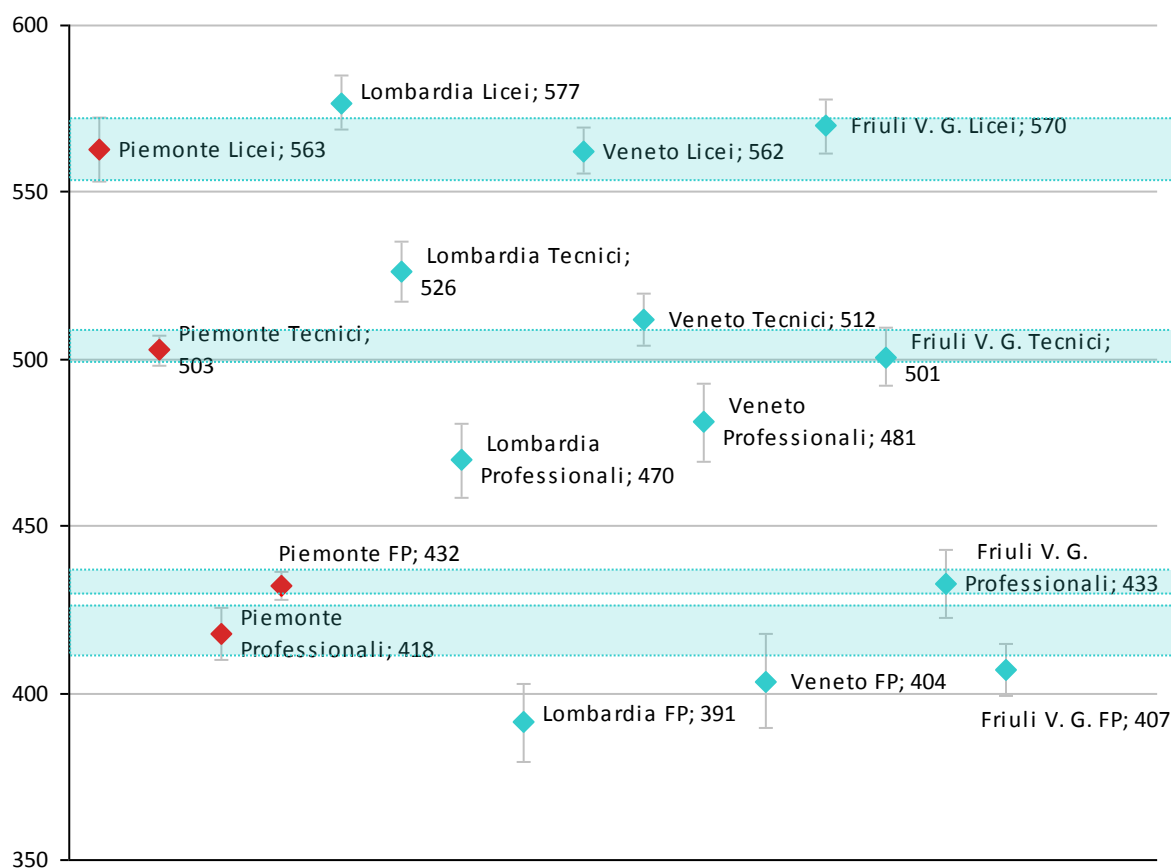 600
Lombardia Licei; 577
Friuli V. G. Licei; 570
Piemonte Licei; 563
Veneto Licei; 562
550
Lombardia Tecnici;
526
Veneto Tecnici; 512
Piemonte Tecnici;
503
Friuli V. G. Tecnici;
501
500
Veneto
Professionali; 481
Lombardia
Professionali; 470
450
Piemonte FP; 432
Friuli V. G.
Professionali; 433
Piemonte
Professionali; 418
400
Veneto FP; 404
Lombardia FP; 391
Friuli V. G. FP; 407
350